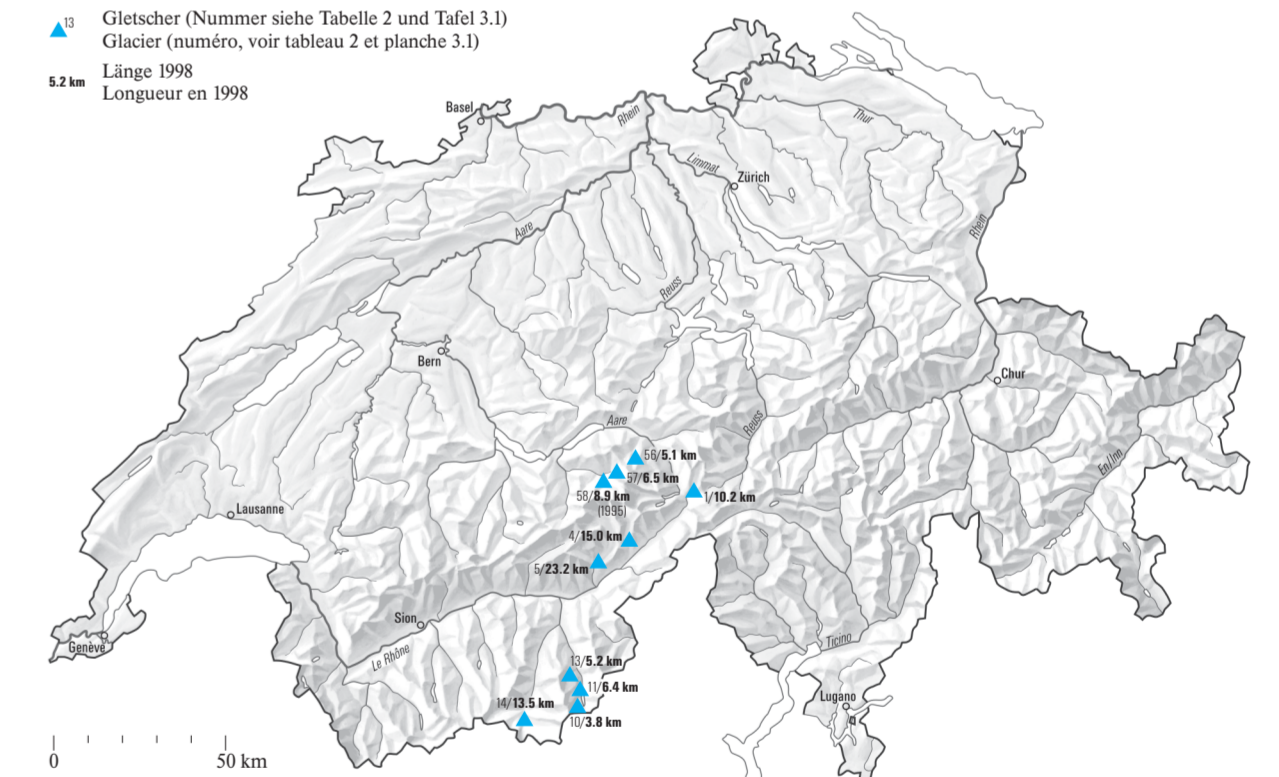 13
Gletscher (Nummer siehe Tabelle 2 und Tafel 3.1)
Glacier (numéro, voir tableau 2 et planche 3.1)
5.2 km
Länge 1998
Longueur en 1998
Basel
Rhein
Thur
Limmat
Zürich
Aare
Rhein
Reuss
Bern
Chur
Aare
Reuss
56/5.1 km
57/6.5 km
En/Inn
58/8.9 km
(1995)
1/10.2 km
Lausanne
4/15.0 km
5/23.2 km
Sion
Genève
Le Rhône
Ticino
13/5.2 km
11/6.4 km
14/13.5 km
10/3.8 km
Lugano
0
50 km